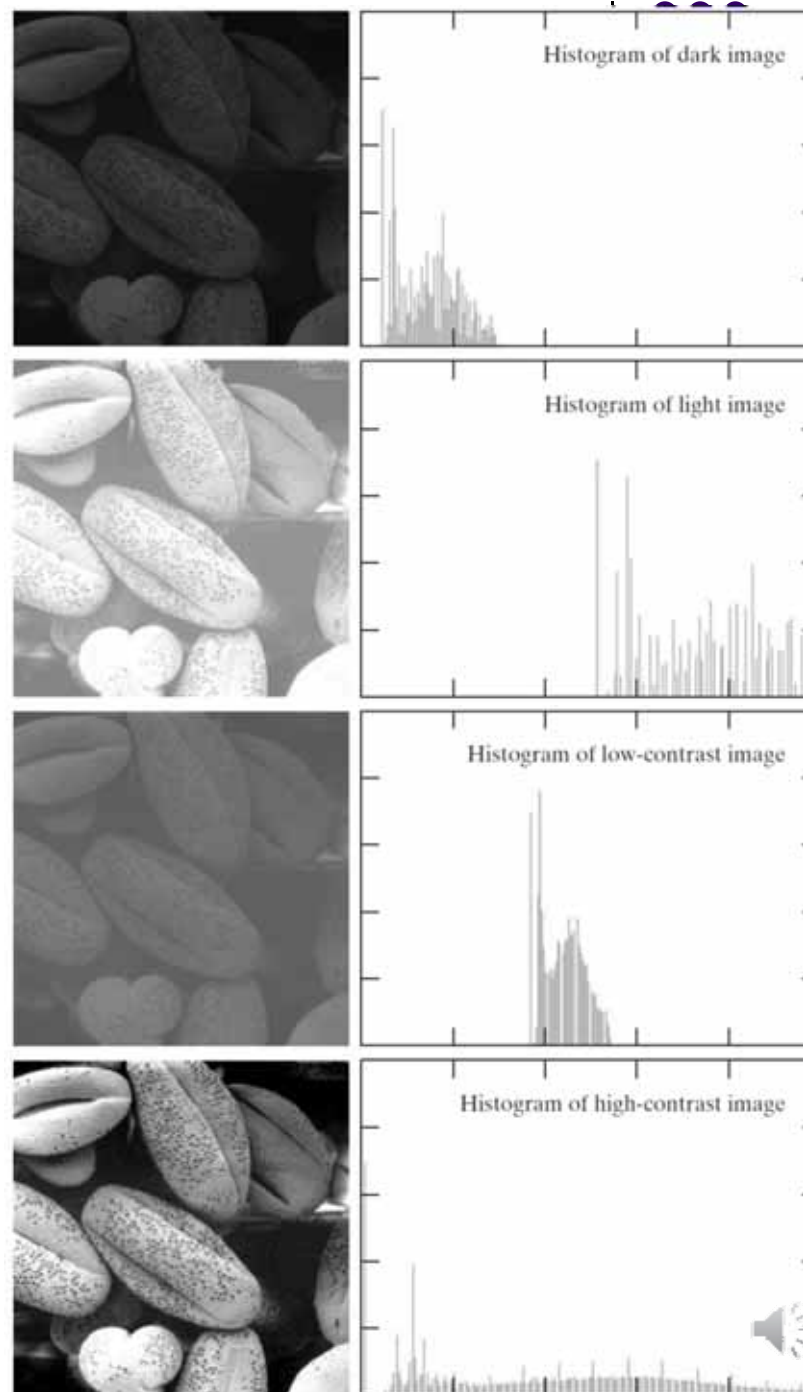 Histogram of dark image
Histogram of light image
Histogram of low-contrast image
Histogram of high-contrast image